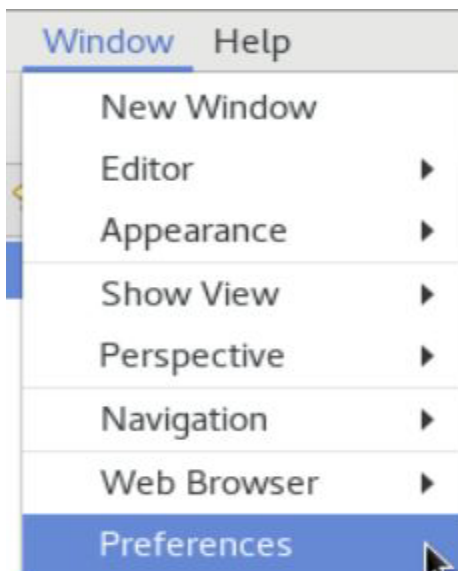 Window Help
New Window
Editor
Appearance
Show View
Perspective
Navigation
Web Browser
Preferences